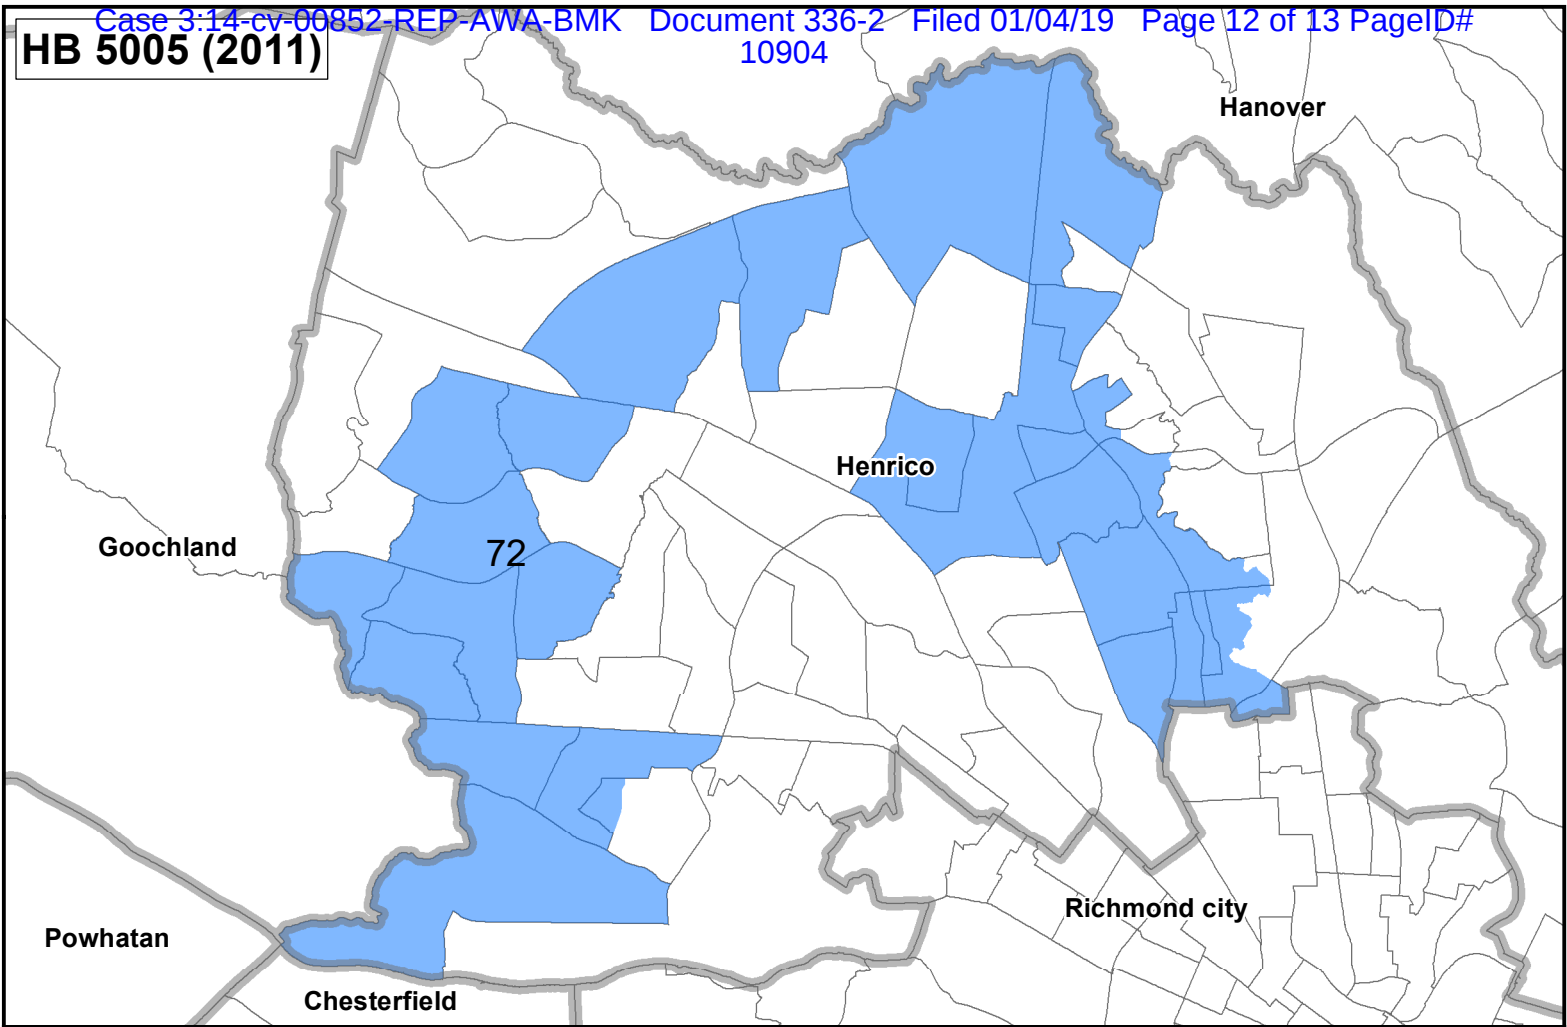 Case 3:14-cv-00852-REP-AWA-BMK Document 336-2 Filed 01/04/19 Page 12 of 13 PageID#
10904
HB 5005 (2011)
Hanover
Henrico
Goochland
72
Richmond city
Powhatan
Chesterfield